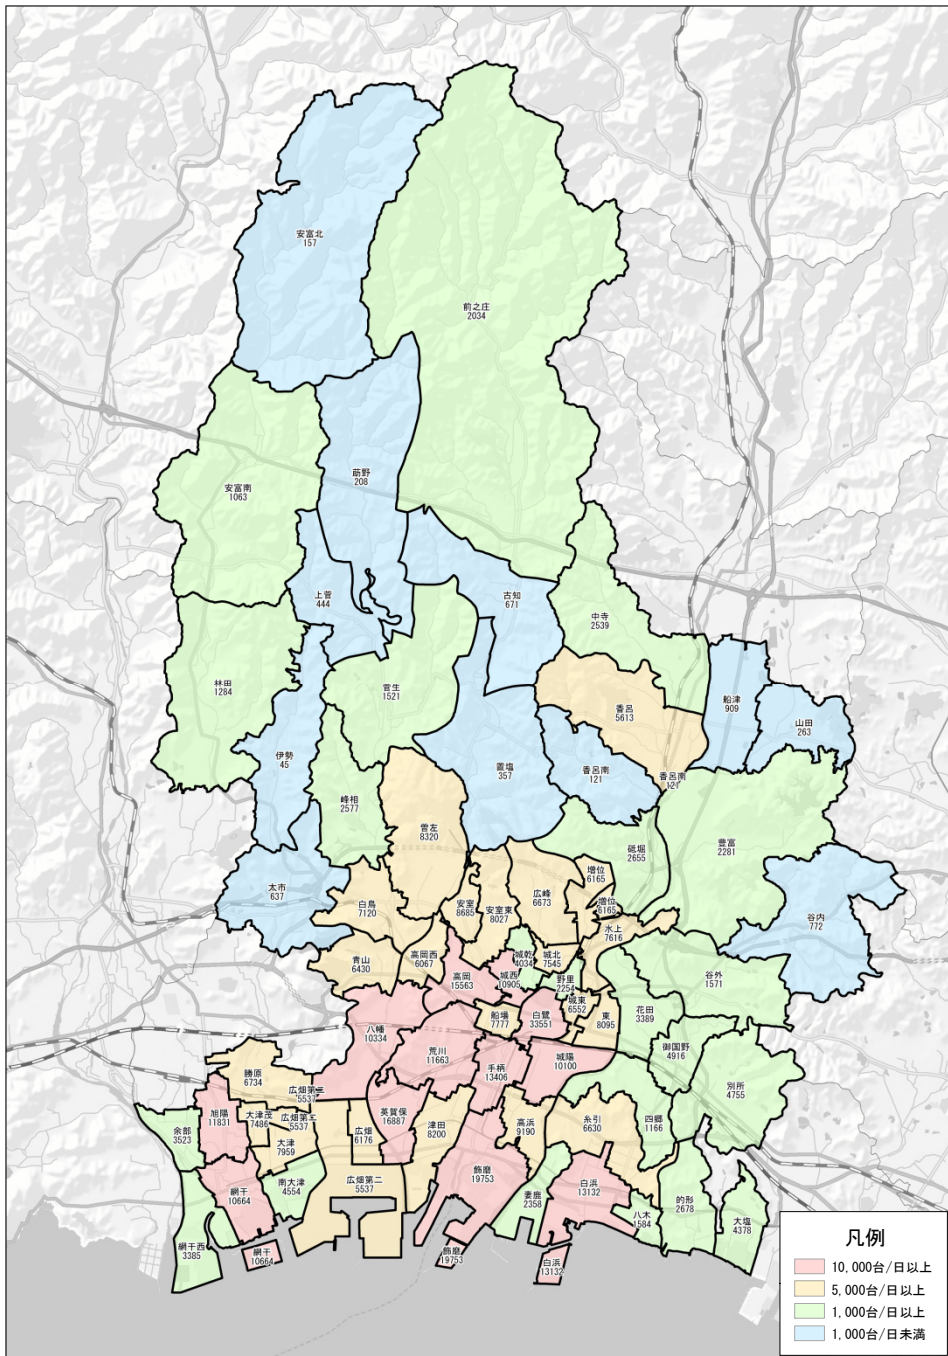 安富北
157
前之庄
2034
莇野
208
安富南
1063
上菅
444
古知
671
中寺
2539
林田
1284
菅生
1521
香呂
5613
船津
909
山田
263
伊勢
45
置塩
357
香呂南
121
香呂南
121
峰相
2577
曽左
8320
砥堀
2655
豊富
2281
太市
637
増位
6165
谷内
772
白鳥
7120
安室
8685
安室東
8027
広峰
6673
増位
6165
水上
7616
青山
6430
高岡西
6067
城乾
4034
城北
7545
高岡
15563
城西
10905
野里
2254
谷外
1571
船場
7777
白鷺
33551
城東
6552
東
8095
花田
3389
八幡
10334
荒川
11663
手柄
13406
城陽
10100
御国野
4916
別所
4755
勝原
6734
広畑第二
5537
旭陽
11831
大津茂
7486
広畑第二
5537
英賀保
16887
余部
3523
大津
7959
広畑
6176
津田
8200
高浜
9190
糸引
6630
四郷
1166
網干
10664
南大津
4554
広畑第二
5537
飾磨
19753
妻鹿
2358
白浜
13132
八木
1584
的形
2678
大塩
4378
網干西
3385
網干
10664
飾磨
19753
白浜
13132
凡例
10,000台/日以上
5,000台/日以上
1,000台/日以上
1,000台/日未満